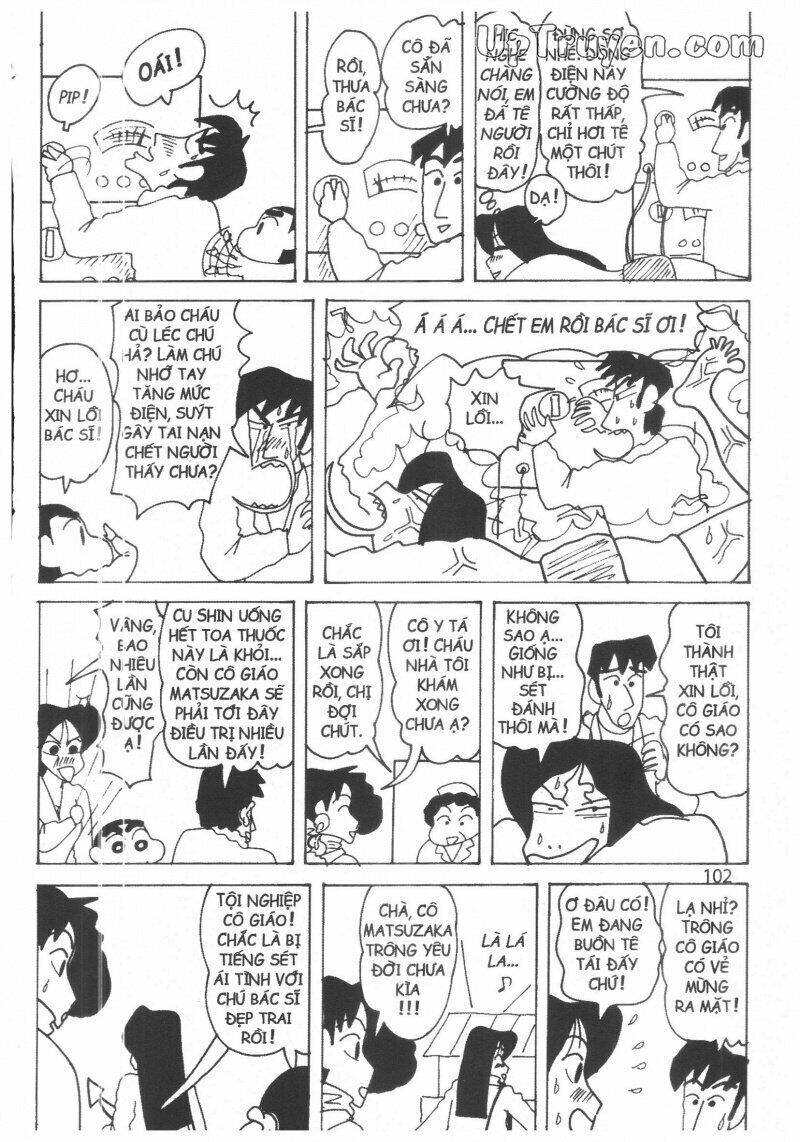 UpTruyen.com
ĐỪNG SỢ
NHÉ! DÒNG
ĐIỆN NÀY
CƯỜNG ĐỘ
RẤT THẤP,
CHỈ HƠI TÊ
MỘT CHÚT
THÔI!
HIC,
NGHE
CHÀNG
NÓI, EM
ĐÃ TÊ
NGƯỜI
RỒI
ĐÂY!
DẠ!
CÔ ĐÃ
SẴN
SÀNG
CHƯA?
RỒI,
THƯA
BÁC
SĨ!
OÁI!
PIP!
Á Á Á... CHẾT EM RỒI BÁC SĨ ƠI!
XIN
LỖI...
AI BẢO CHÁU
CÙ LÉC CHÚ
HẢ? LÀM CHÚ
NHỠ TAY
TĂNG MỨC
ĐIỆN, SUÝT
GÂY TAI NẠN
CHẾT NGƯỜI
THẤY CHƯA?
HƠ...
CHÁU
XIN LỖI
BÁC SĨ!
TÔI
THÀNH
THẬT
XIN LỖI,
CÔ GIÁO
CÓ SAO
KHÔNG?
KHÔNG
SAO Ạ...
GIỐNG
NHƯ BỊ...
SÉT
ĐÁNH
THÔI MÀ!
CÔ Y TÁ
ƠI! CHÁU
NHÀ TÔI
KHÁM
XONG
CHƯA Ạ?
CHẮC
LÀ SẮP
XONG
RỒI, CHỊ
ĐỢI
CHÚT.
CU SHIN UỐNG
HẾT TOA THUỐC
NÀY LÀ KHỎI...
CÒN CÔ GIÁO
MATSUZAKA SẼ
PHẢI TỚI ĐÂY
ĐIỀU TRỊ NHIỀU
LẦN ĐẤY!
VÂNG,
BAO
NHIÊU
LẦN
CŨNG
ĐƯỢC
Ạ!
102
LẠ NHỈ?
TRÔNG
CÔ GIÁO
CÓ VẺ
MỪNG
RA MẶT!
Ơ ĐÂU CÓ!
EM ĐANG
BUỒN TÊ
TÁI ĐẤY
CHỨ!
LÀ LÁ
LA...
CHÀ, CÔ
MATSUZAKA
TRÔNG YÊU
ĐỜI CHƯA
KÌA
!!!
TỘI NGHIỆP
CÔ GIÁO!
CHẮC LÀ BỊ
TIẾNG SÉT
ÁI TÌNH VỚI
CHÚ BÁC SĨ
ĐẸP TRAI
RỒI!